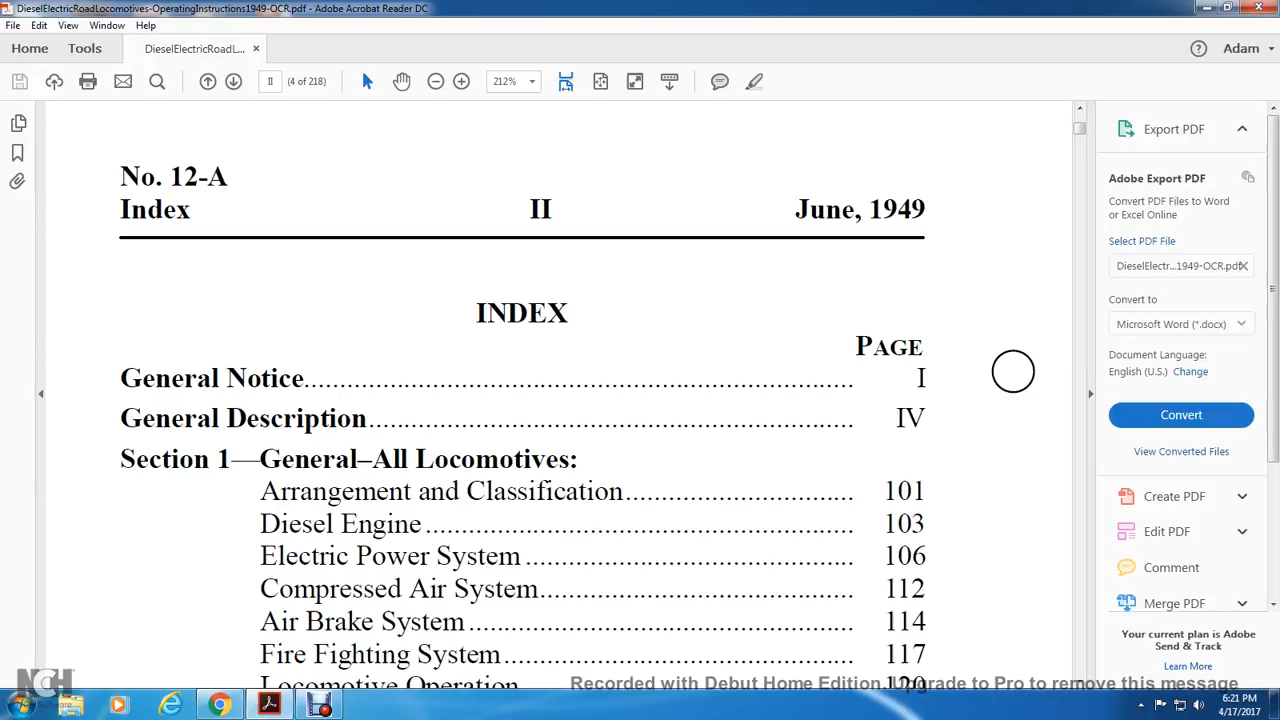 DieselElectricRoadLocomotives-OperatingInstructions1949-OCR.pdf - Adobe Acrobat Reader DC
File Edit View Window Help
Home Tools DieselElectricRoadL... × Adam
II (4 of 218) 212%
No. 12-A
Index II June, 1949
INDEX
PAGE
General Notice I
General Description IV
Section 1—General–All Locomotives:
Arrangement and Classification 101
Diesel Engine 103
Electric Power System 106
Compressed Air System 112
Air Brake System 114
Fire Fighting System 117
Locomotive Operation 120
Export PDF
Adobe Export PDF
Convert PDF Files to Word
or Excel Online
Select PDF File
DieselElectr...1949-OCR.pdf
Convert to
Microsoft Word (*.docx)
Document Language:
English (U.S.) Change
Convert
View Converted Files
Create PDF
Edit PDF
Comment
Merge PDF
Your current plan is Adobe
Send & Track
Learn More
NCH
Software
Recorded with Debut Home Edition. Upgrade to Pro to remove this message
6:21 PM
4/17/2017